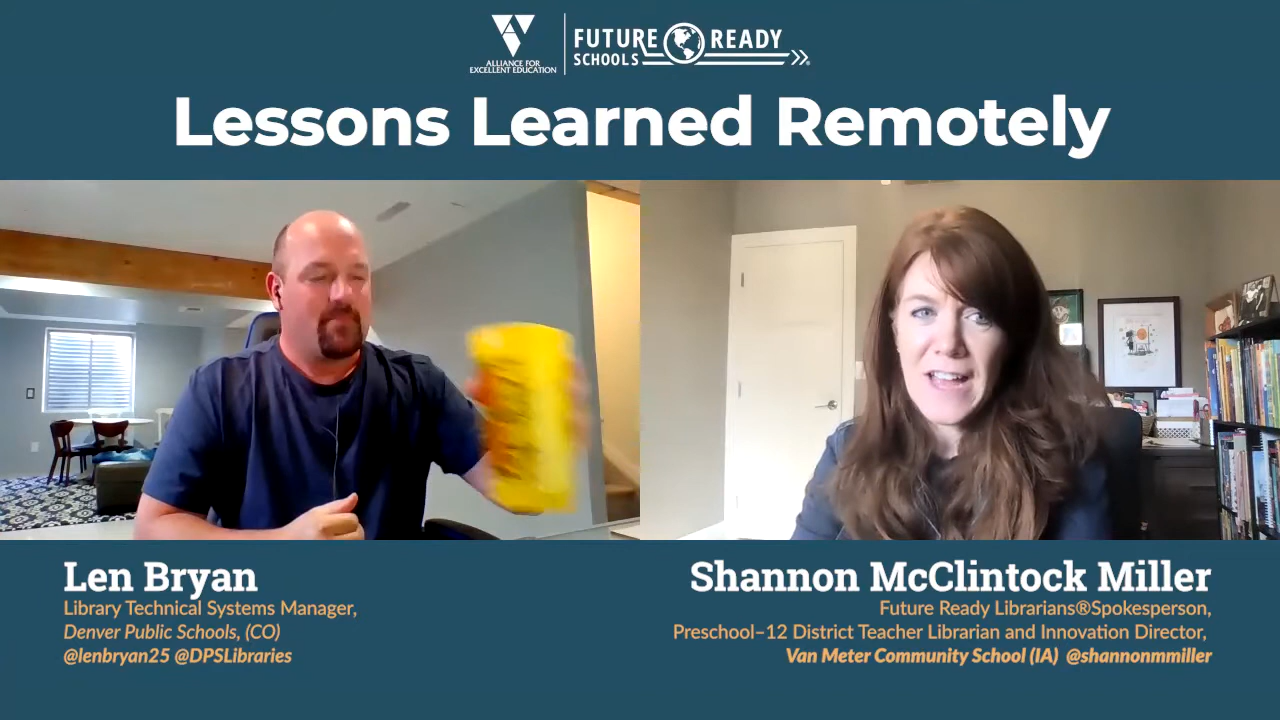 ALLIANCE FOR
EXCELLENT EDUCATION
FUTURE READY
SCHOOLS
Lessons Learned Remotely
Len Bryan
Library Technical Systems Manager,
Denver Public Schools, (CO)
@lenbryan25 @DPSLibraries
Shannon McClintock Miller
Future Ready Librarians®Spokesperson,
Preschool–12 District Teacher Librarian and Innovation Director,
Van Meter Community School (IA) @shannonmmiller